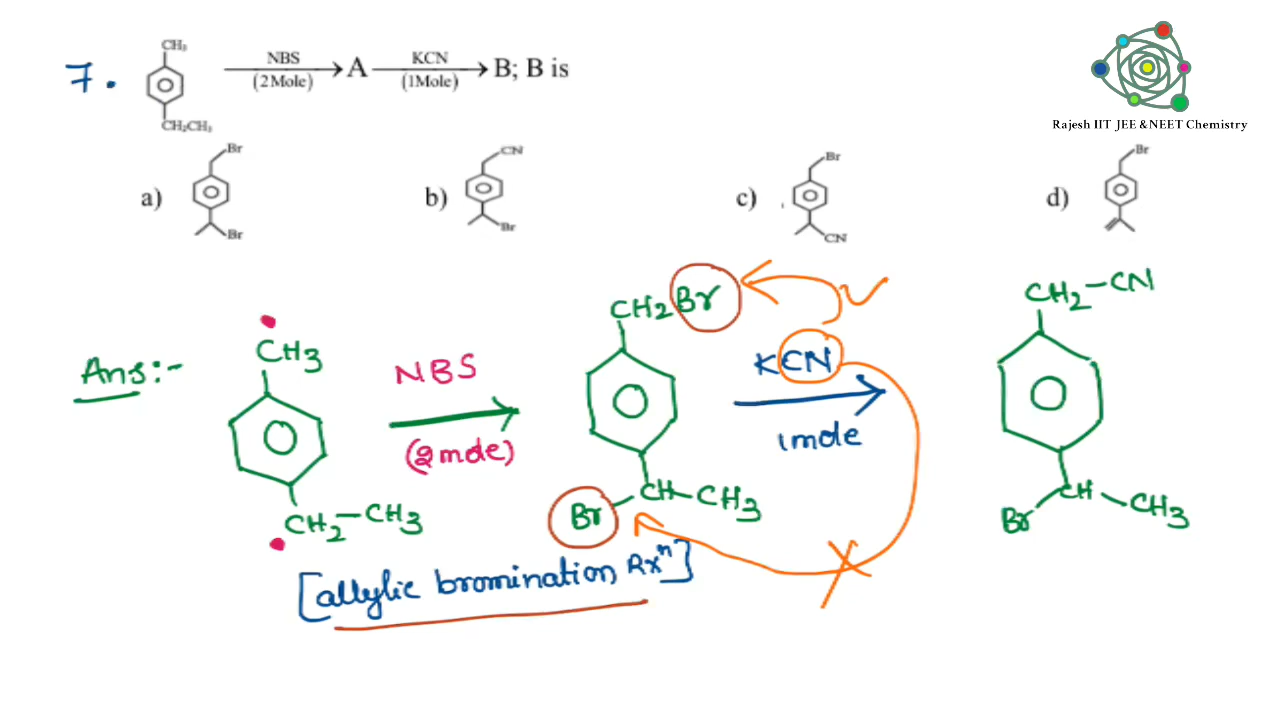 7.
CH₃
CH₂CH₃
NBS
(2Mole)
A
KCN
(1Mole)
B; B is
Rajesh IIT JEE &NEET Chemistry
a)
Br
Br
b)
CN
Br
c)
Br
CN
d)
Br
Ans:-
CH3
CH2-CH3
NBS
(2mole)
CH2Br
Br
CH-CH3
KCN
1mole
CH2-CN
Br
CH-CH3
[allylic bromination Rxⁿ]